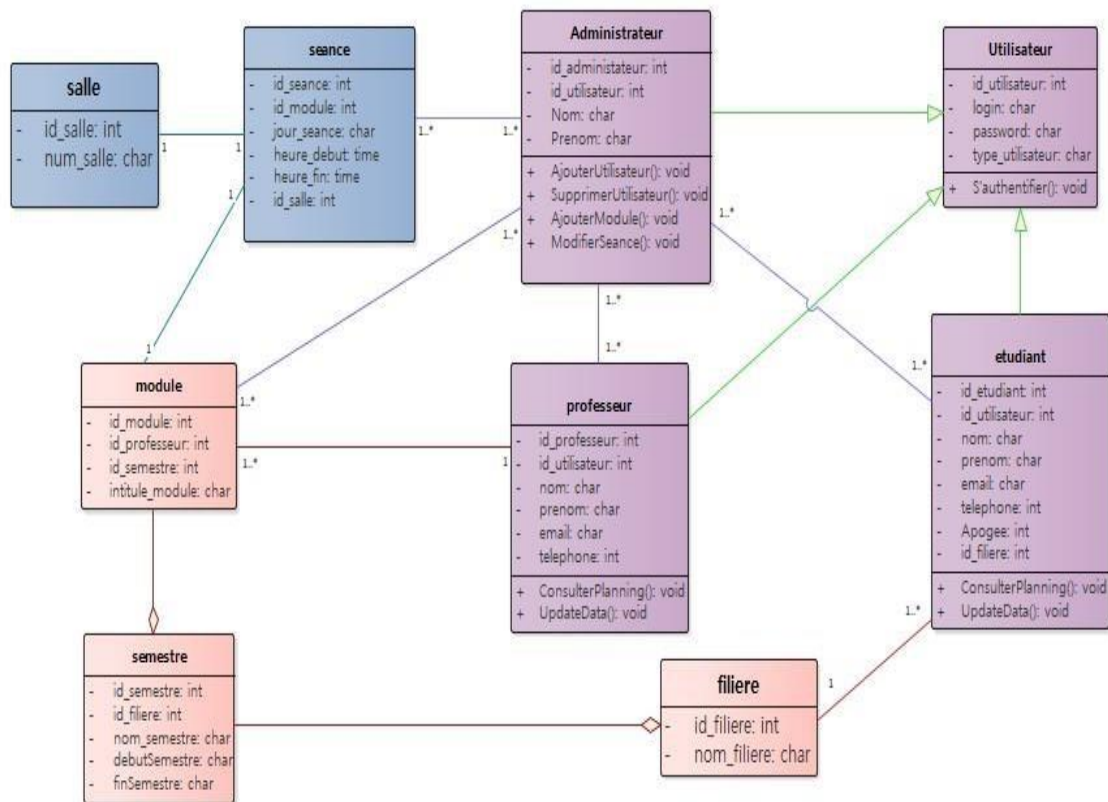 salle
- id_salle: int
- num_salle: char
seance
- id_seance: int
- id_module: int
- jour_seance: char
- heure_debut: time
- heure_fin: time
- id_salle: int
Administrateur
- id_administateur: int
- id_utilisateur: int
- Nom: char
- Prenom: char
+ AjouterUtilisateur(): void
+ SupprimerUtilisateur(): void
+ AjouterModule(): void
+ ModifierSeance(): void
Utilisateur
- id_utilisateur: int
- login: char
- password: char
- type_utilisateur: char
+ S'authentifier(): void
1
1
1
1
1..*
1..*
1..*
1..*
1..*
1..*
1..*
1..*
module
- id_module: int
- id_professeur: int
- id_semestre: int
- intitule_module: char
1..*
1
professeur
- id_professeur: int
- id_utilisateur: int
- nom: char
- prenom: char
- email: char
- telephone: int
+ ConsulterPlanning(): void
+ UpdateData(): void
etudiant
- id_etudiant: int
- id_utilisateur: int
- nom: char
- prenom: char
- email: char
- telephone: int
- Apogee: int
- id_filiere: int
+ ConsulterPlanning(): void
+ UpdateData(): void
1..*
1
semestre
- id_semestre: int
- id_filiere: int
- nom_semestre: char
- debutSemestre: char
- finSemestre: char
filiere
- id_filiere: int
- nom_filiere: char